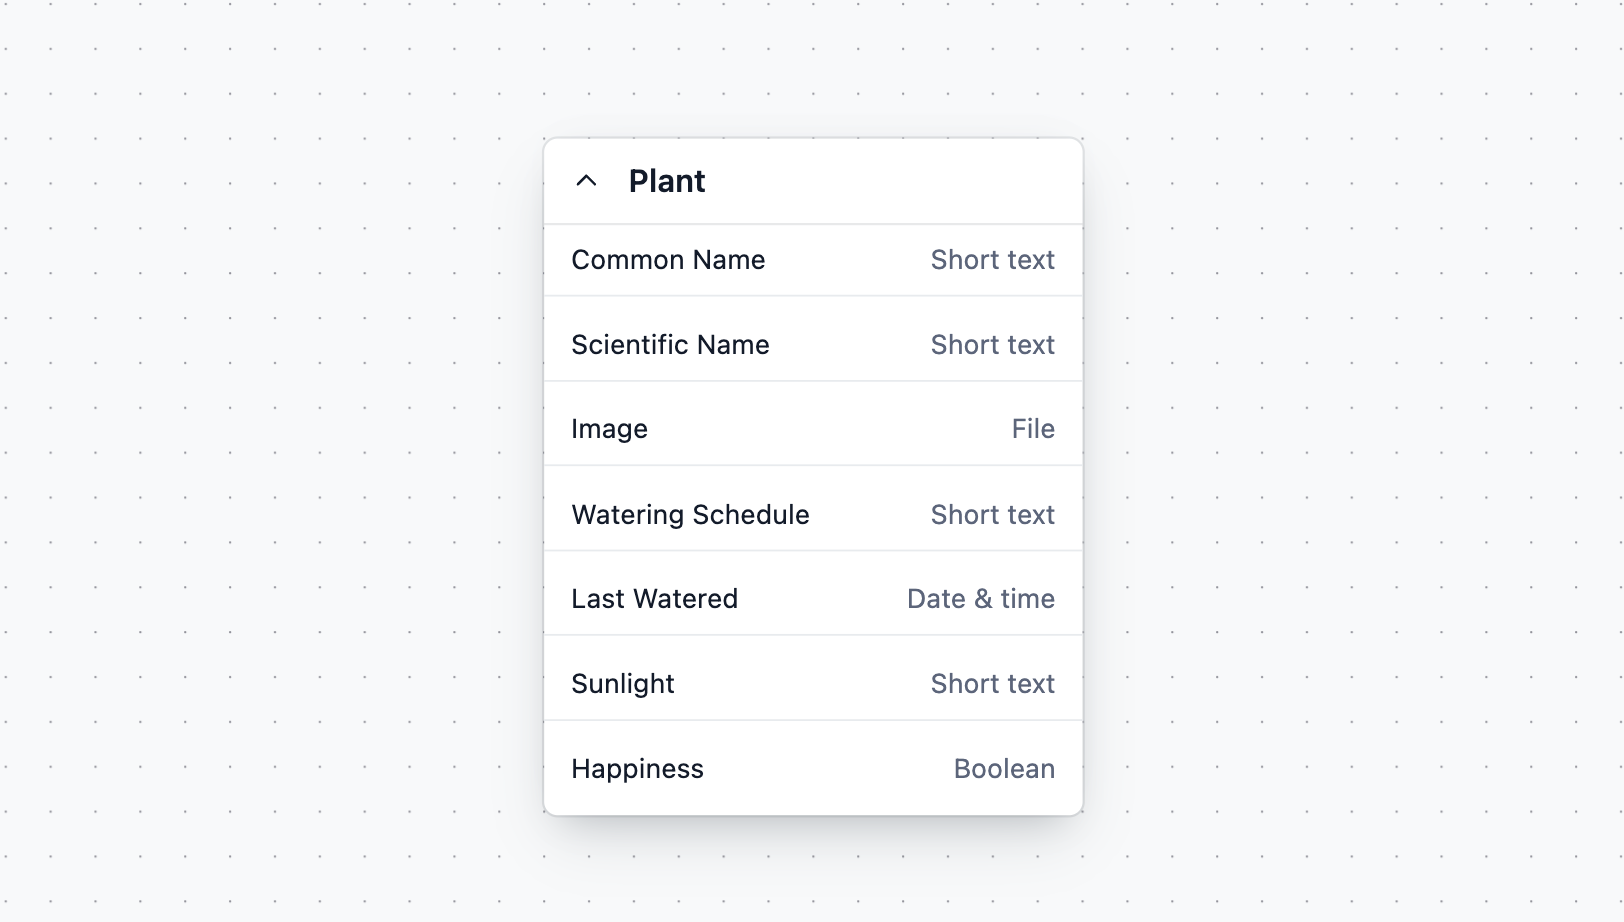 Plant
Common Name Short text
Scientific Name Short text
Image File
Watering Schedule Short text
Last Watered Date & time
Sunlight Short text
Happiness Boolean